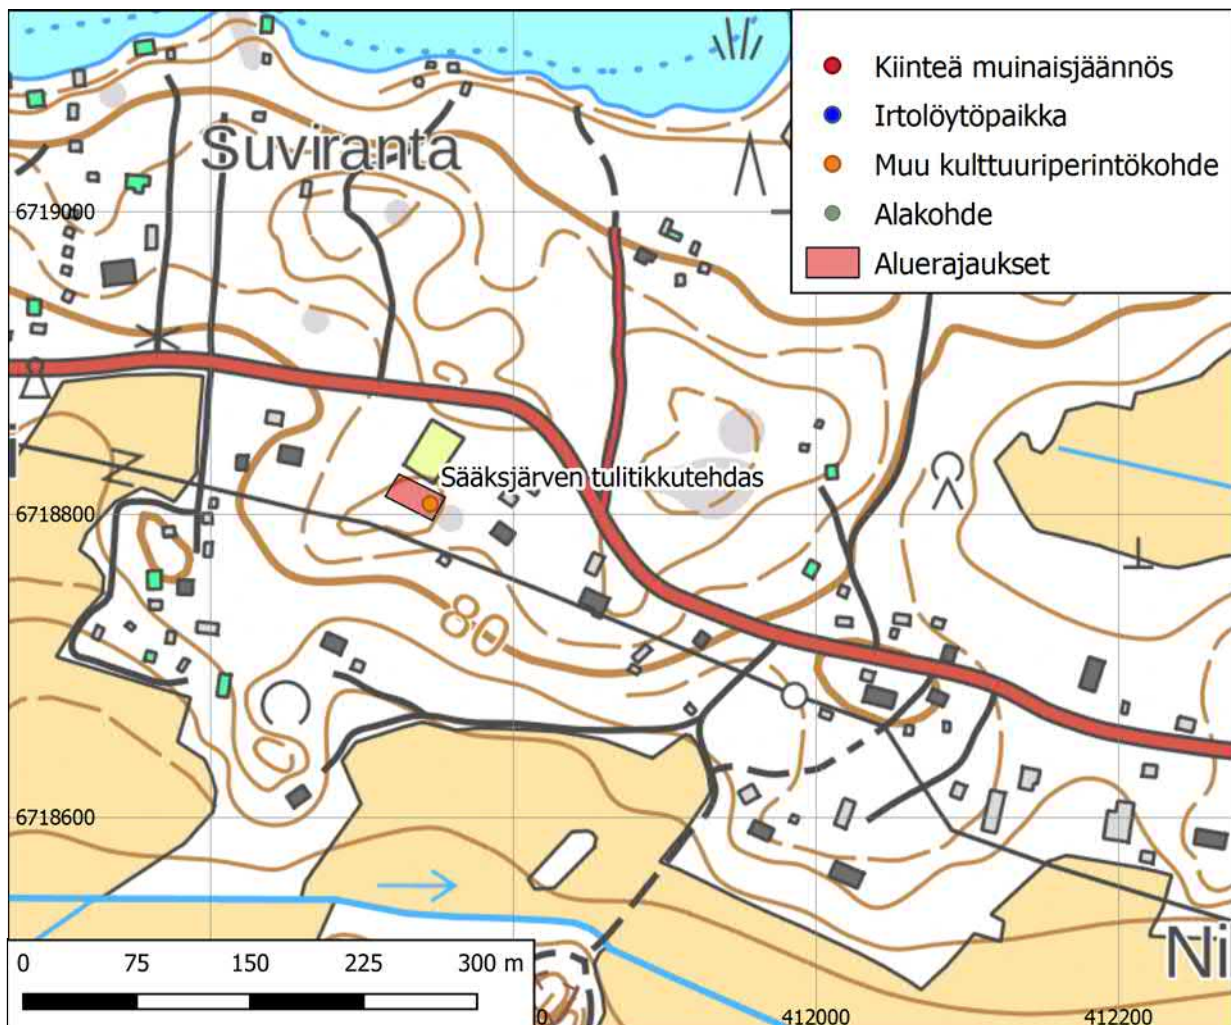 Kiinteä muinaisjäännös
Irtolöytöpaikka
Muu kulttuuriperintökohde
Alakohde
Aluerajaukset
Suviranta
6719000
Sääksjärven tulitikkutehdas
6718800
80
6718600
Ni
0 75 150 225 300 m
412000
412200